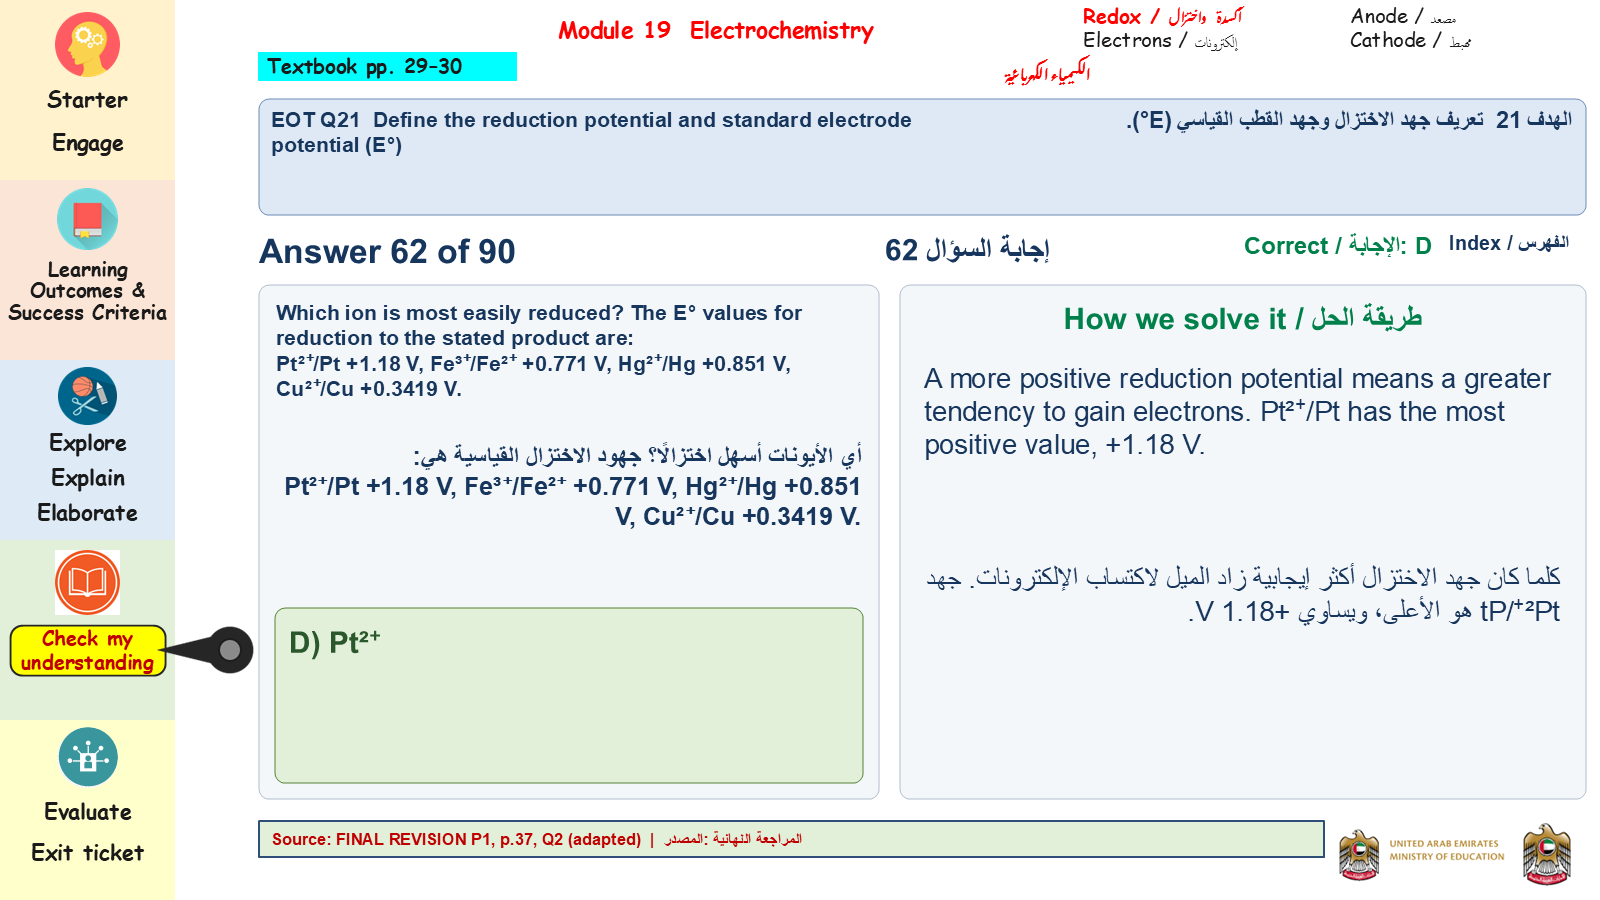 Starter
Engage
Learning
Outcomes &
Success Criteria
Explore
Explain
Elaborate
Check my
understanding
Evaluate
Exit ticket
Module 19 Electrochemistry
Redox / أكسدة واختزال
Electrons / إلكترونات
Anode / مصعد
Cathode / مهبط
الكيمياء الكهربائية
Textbook pp. 29-30
EOT Q21 Define the reduction potential and standard electrode
potential (E°)
الهدف 21 تعريف جهد الاختزال وجهد القطب القياسي (E°).
Answer 62 of 90
إجابة السؤال 62
Correct / الإجابة: D
Index / الفهرس
Which ion is most easily reduced? The E° values for
reduction to the stated product are:
Pt²⁺/Pt +1.18 V, Fe³⁺/Fe²⁺ +0.771 V, Hg²⁺/Hg +0.851 V,
Cu²⁺/Cu +0.3419 V.
أي الأيونات أسهل اختزالًا؟ جهود الاختزال القياسية هي:
Pt²⁺/Pt +1.18 V, Fe³⁺/Fe²⁺ +0.771 V, Hg²⁺/Hg +0.851
V, Cu²⁺/Cu +0.3419 V.
D) Pt²⁺
How we solve it / طريقة الحل
A more positive reduction potential means a greater
tendency to gain electrons. Pt²⁺/Pt has the most
positive value, +1.18 V.
كلما كان جهد الاختزال أكثر إيجابية زاد الميل لاكتساب الإلكترونات. جهد
tP/⁺²Pt هو الأعلى، ويساوي +1.18 V.
Source: FINAL REVISION P1, p.37, Q2 (adapted) | المراجعة النهائية :المصدر
UNITED ARAB EMIRATES
MINISTRY OF EDUCATION